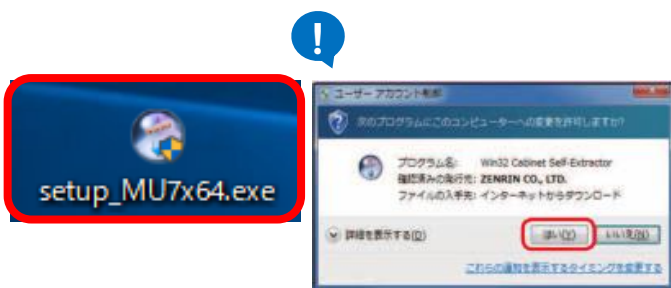 !
setup_MU7x64.exe
ユーザー アカウント制御
次のプログラムにこのコンピューターへの変更を許可しますか?
プログラム名: Win32 Cabinet Self-Extractor
確認済みの発行元: ZENRIN CO., LTD.
ファイルの入手先: インターネットからダウンロード
詳細を表示する(D)
はい(Y)
いいえ(N)
これらの通知を表示するタイミングを変更する